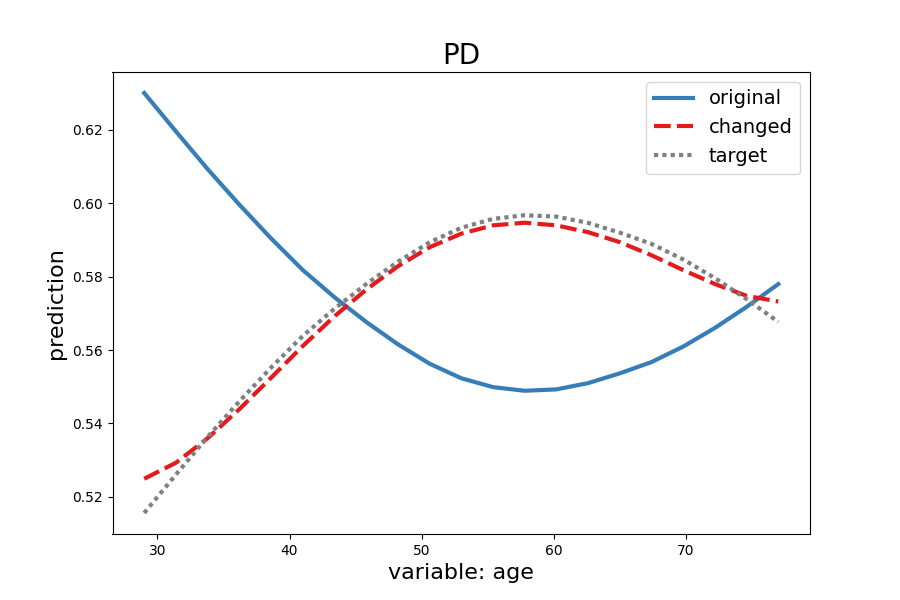 PD
original
changed
target
prediction
0.62
0.60
0.58
0.56
0.54
0.52
30 40 50 60 70
variable: age